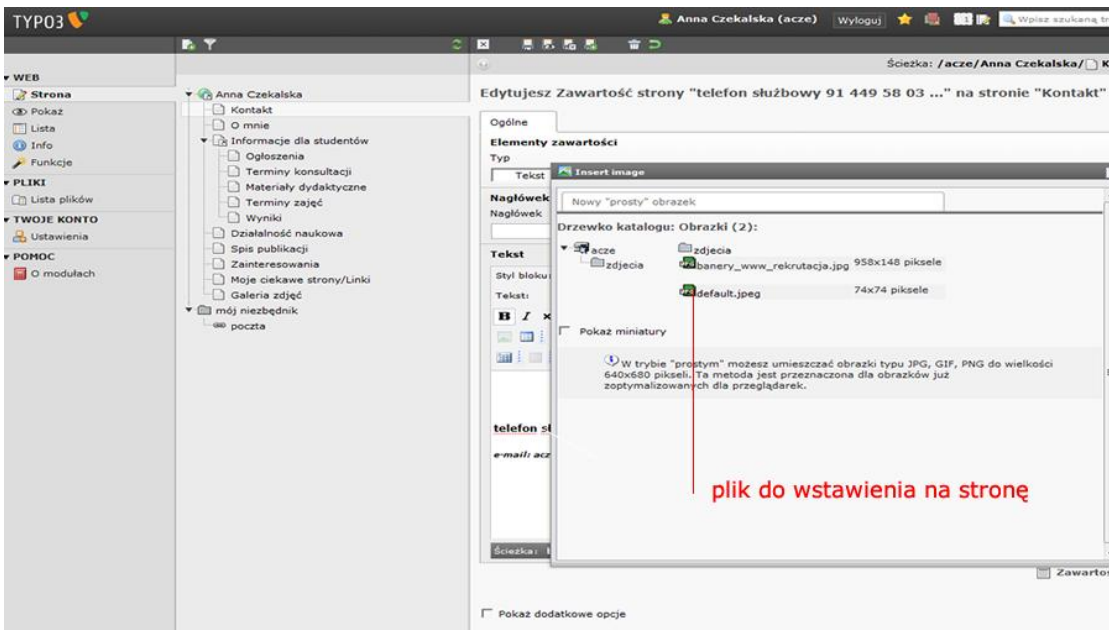 TYPO3
Anna Czekalska (acze)
Wyloguj
Wpisz szukaną
Ścieżka: /acze/Anna Czekalska/
WEB
Strona
Pokaż
Lista
Info
Funkcje
PLIKI
Lista plików
TWOJE KONTO
Ustawienia
POMOC
O modułach
Anna Czekalska
Kontakt
O mnie
Informacje dla studentów
Ogłoszenia
Terminy konsultacji
Materiały dydaktyczne
Terminy zajęć
Wyniki
Działalność naukowa
Spis publikacji
Zainteresowania
Moje ciekawe strony/Linki
Galeria zdjęć
mój niezbędnik
poczta
Edytujesz Zawartość strony "telefon służbowy 91 449 58 03 ..." na stronie "Kontakt"
Ogólne
Elementy zawartości
Typ
Tekst
Nagłówek
Nagłówek
Tekst
Styl bloku:
Tekst:
B I
telefon
e-mail: acz
Ścieżka:
Insert image
Nowy "prosty" obrazek
Drzewko katalogu: Obrazki (2):
acze
zdjecia
zdjecia
banery_www_rekrutacja.jpg 958x148 piksele
default.jpeg 74x74 piksele
Pokaż miniatury
W trybie "prostym" możesz umieszczać obrazki typu JPG, GIF, PNG do wielkości
640x680 pikseli. Ta metoda jest przeznaczona dla obrazków już
zoptymalizowanych dla przeglądarek.
plik do wstawienia na stronę
Pokaż dodatkowe opcje